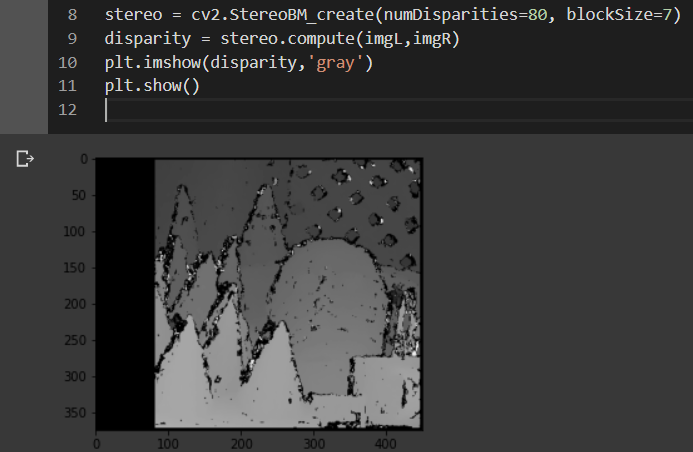 8 stereo = cv2.StereoBM_create(numDisparities=80, blockSize=7)
9 disparity = stereo.compute(imgL,imgR)
10 plt.imshow(disparity,'gray')
11 plt.show()
12
0
50
100
150
200
250
300
350
0 100 200 300 400